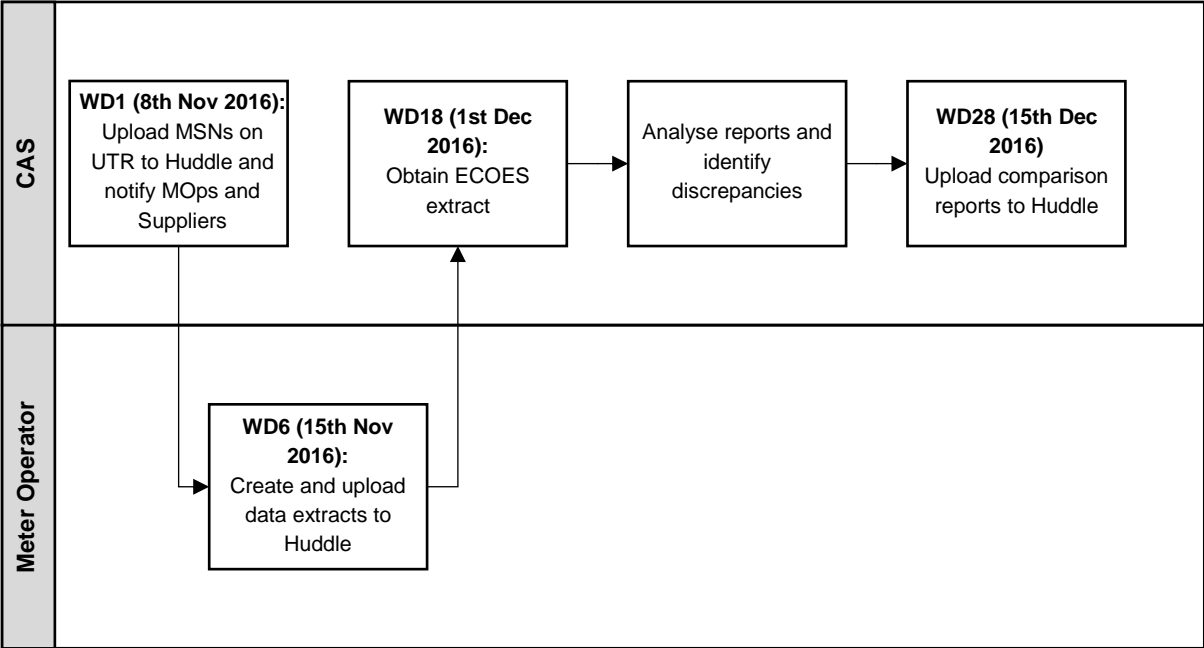 CAS
WD1 (8th Nov 2016):
Upload MSNs on
UTR to Huddle and
notify MOps and
Suppliers
WD18 (1st Dec
2016):
Obtain ECOES
extract
Analyse reports and
identify
discrepancies
WD28 (15th Dec
2016)
Upload comparison
reports to Huddle
Meter Operator
WD6 (15th Nov
2016):
Create and upload
data extracts to
Huddle